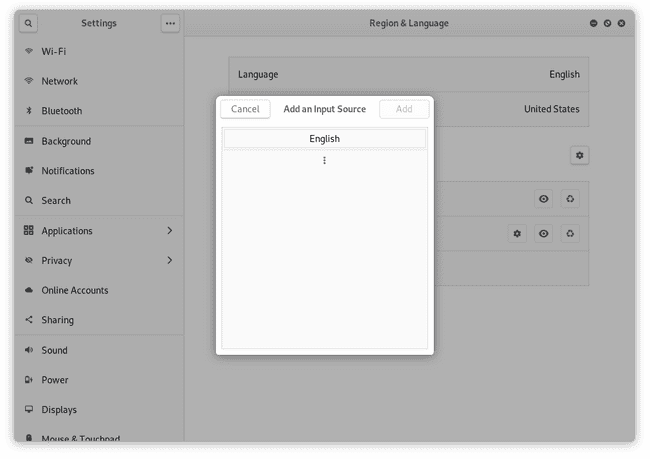 Settings
Region & Language
Wi-Fi
Network
Bluetooth
Background
Notifications
Search
Applications
Privacy
Online Accounts
Sharing
Sound
Power
Displays
Mouse & Touchpad
Language
English
United States
Cancel
Add an Input Source
Add
English